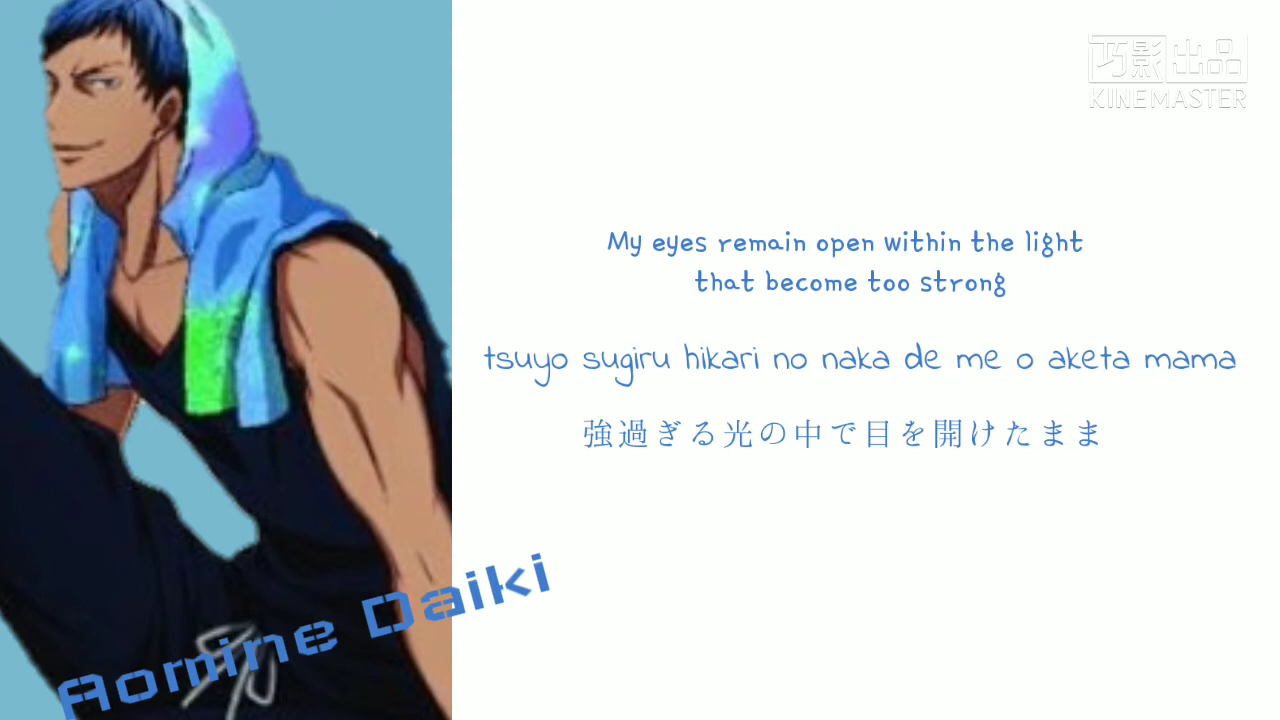 巧影出品
KINEMASTER
My eyes remain open within the light
that become too strong
tsuyo sugiru hikari no naka de me o aketa mama
強過ぎる光の中で目を開けたまま
Aomine Daiki